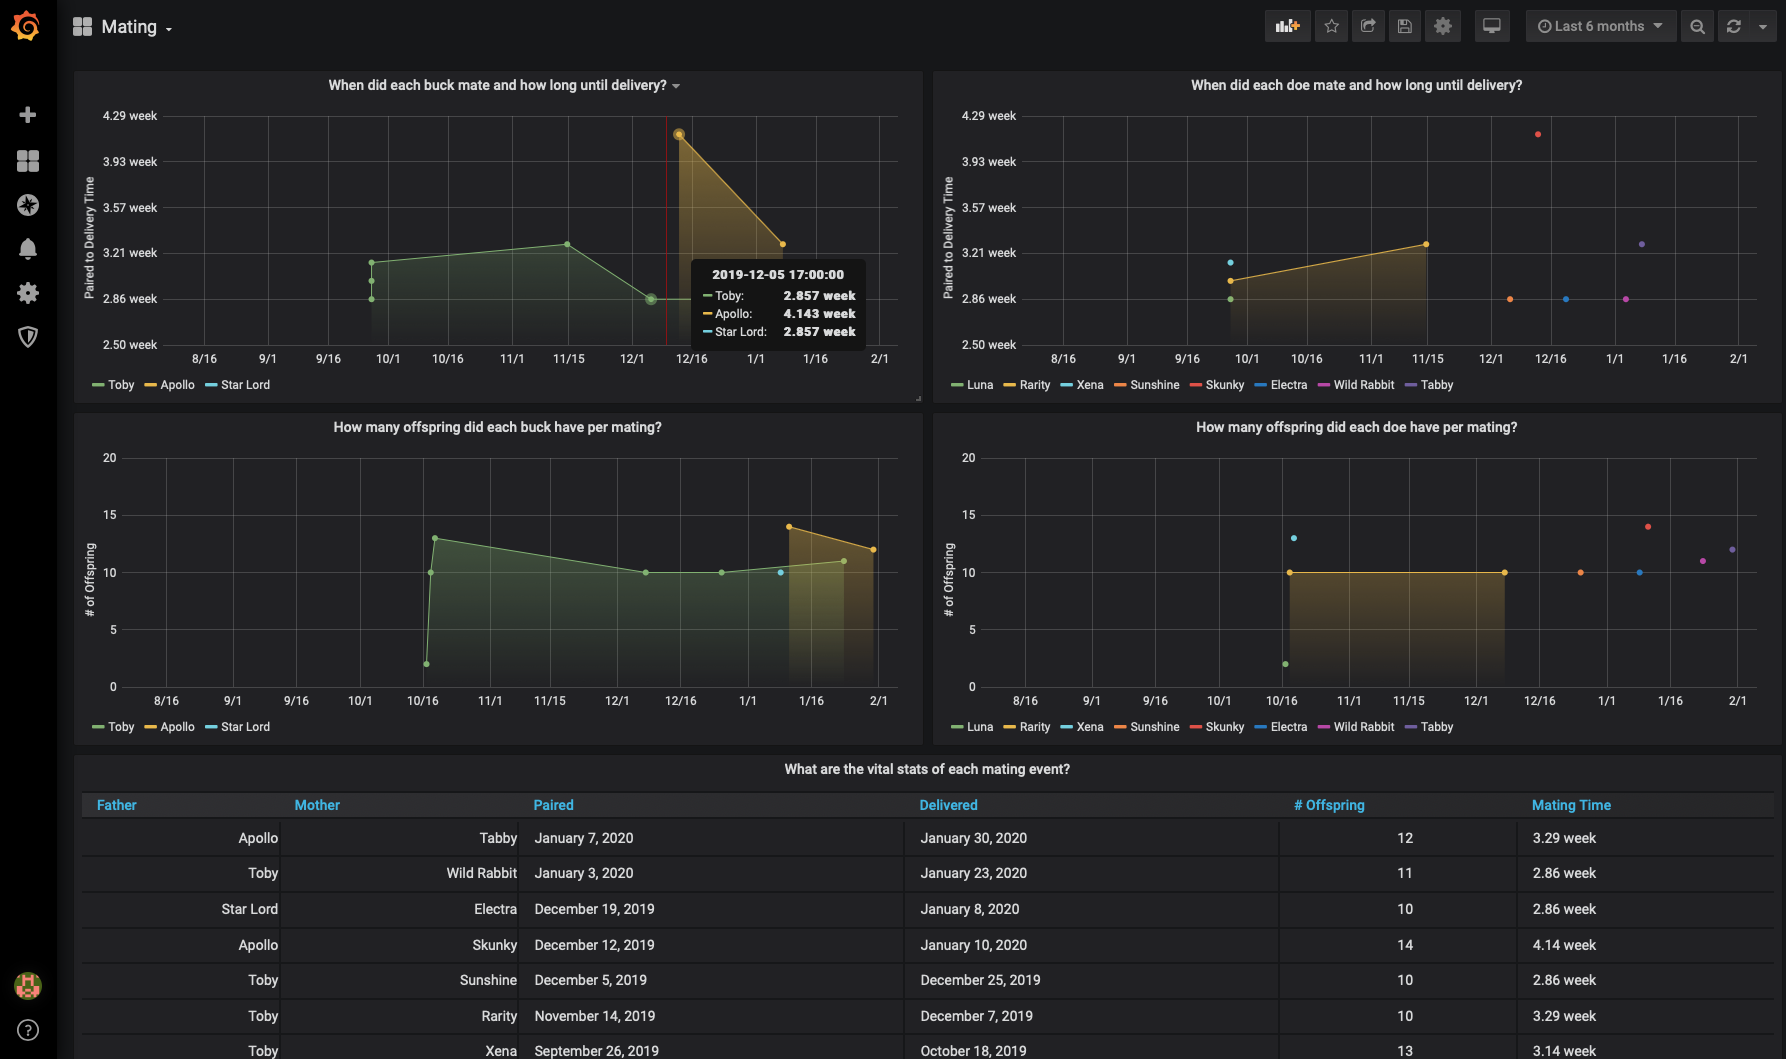 Mating
Last 6 months
When did each buck mate and how long until delivery?
4.29 week
3.93 week
3.57 week
3.21 week
2.86 week
2.50 week
Paired to Delivery Time
8/16 9/1 9/16 10/1 10/16 11/1 11/15 12/1 12/16 1/1 1/16 2/1
2019-12-05 17:00:00
Toby: 2.857 week
Apollo: 4.143 week
Star Lord: 2.857 week
Toby Apollo Star Lord
When did each doe mate and how long until delivery?
4.29 week
3.93 week
3.57 week
3.21 week
2.86 week
2.50 week
Paired to Delivery Time
8/16 9/1 9/16 10/1 10/16 11/1 11/15 12/1 12/16 1/1 1/16 2/1
Luna Rarity Xena Sunshine Skunky Electra Wild Rabbit Tabby
How many offspring did each buck have per mating?
20
15
10
5
0
# of Offspring
8/16 9/1 9/16 10/1 10/16 11/1 11/15 12/1 12/16 1/1 1/16 2/1
Toby Apollo Star Lord
How many offspring did each doe have per mating?
20
15
10
5
0
# of Offspring
8/16 9/1 9/16 10/1 10/16 11/1 11/15 12/1 12/16 1/1 1/16 2/1
Luna Rarity Xena Sunshine Skunky Electra Wild Rabbit Tabby
What are the vital stats of each mating event?
Father Mother Paired Delivered # Offspring Mating Time
Apollo Tabby January 7, 2020 January 30, 2020 12 3.29 week
Toby Wild Rabbit January 3, 2020 January 23, 2020 11 2.86 week
Star Lord Electra December 19, 2019 January 8, 2020 10 2.86 week
Apollo Skunky December 12, 2019 January 10, 2020 14 4.14 week
Toby Sunshine December 5, 2019 December 25, 2019 10 2.86 week
Toby Rarity November 14, 2019 December 7, 2019 10 3.29 week
Toby Xena September 26, 2019 October 18, 2019 13 3.14 week